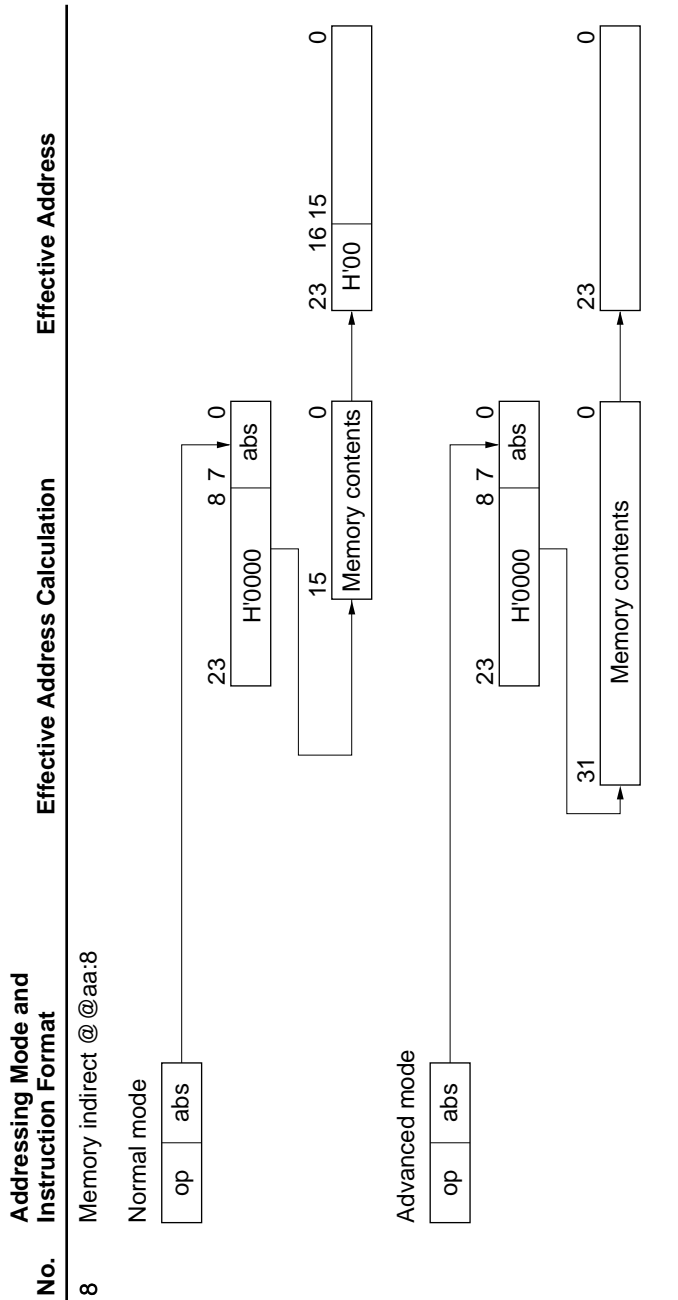 Addressing Mode and
No. Instruction Format Effective Address Calculation Effective Address
8 Memory indirect @@aa:8
Normal mode
op abs
23 8 7 0
H'0000 abs
15 0
Memory contents
23 16 15 0
H'00
Advanced mode
op abs
23 8 7 0
H'0000 abs
31 0
Memory contents
23 0